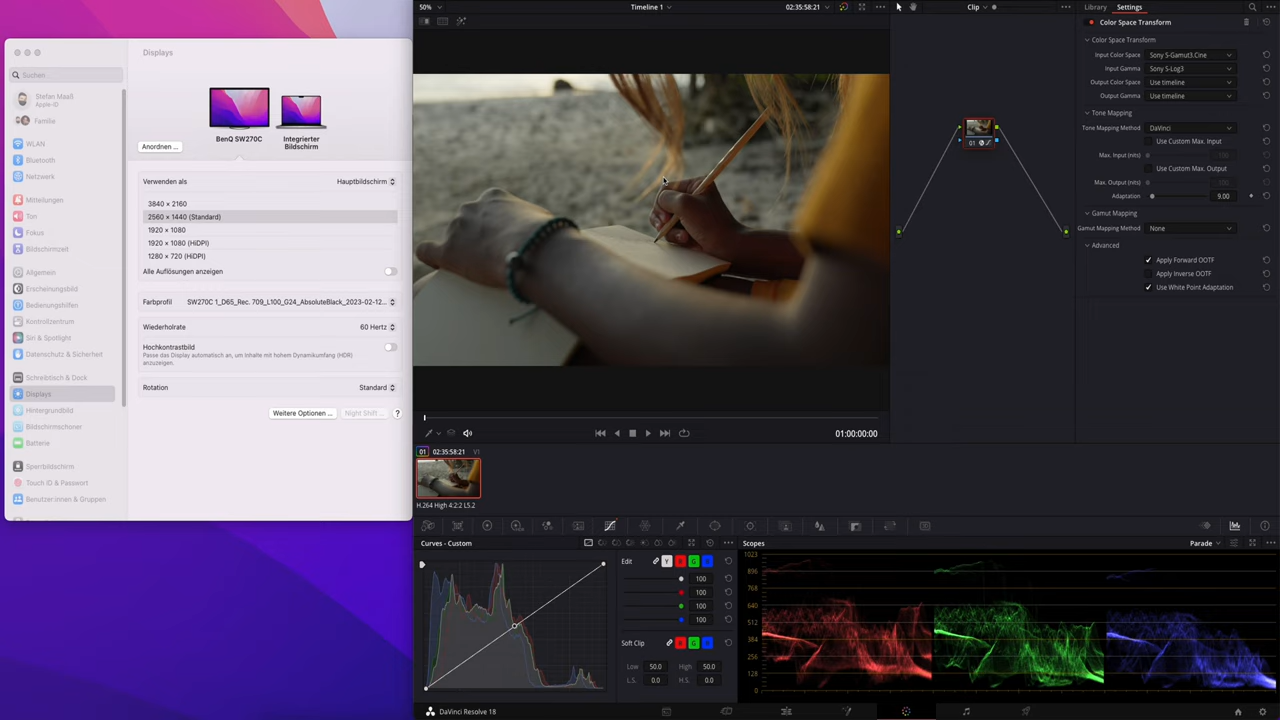 Displays
Suchen
Stefan Maaß
Apple-ID
Familie
WLAN
Bluetooth
Netzwerk
Mitteilungen
Ton
Fokus
Bildschirmzeit
Allgemein
Erscheinungsbild
Bedienungshilfen
Kontrollzentrum
Siri & Spotlight
Datenschutz & Sicherheit
Schreibtisch & Dock
Displays
Hintergrundbild
Bildschirmschoner
Batterie
Sperrbildschirm
Touch ID & Passwort
Benutzer:innen & Gruppen
BenQ SW270C
Integrierter
Bildschirm
Anordnen ...
Verwenden als
Hauptbildschirm
3840 × 2160
2560 × 1440 (Standard)
1920 × 1080
1920 × 1080 (HiDPI)
1280 × 720 (HiDPI)
Alle Auflösungen anzeigen
Farbprofil
SW270C 1_D65_Rec. 709_L100_G24_AbsoluteBlack_2023-02-12...
Wiederholrate
60 Hertz
Hochkontrastbild
Passe das Display automatisch an, um Inhalte mit hohem Dynamikumfang (HDR)
anzuzeigen.
Rotation
Standard
Weitere Optionen ...
Night Shift ...
?
50%
Timeline 1
02:35:58:21
01:00:00:00
Clip
01
Library
Settings
Color Space Transform
Color Space Transform
Input Color Space
Sony S-Gamut3.Cine
Input Gamma
Sony S-Log3
Output Color Space
Use timeline
Output Gamma
Use timeline
Tone Mapping
Tone Mapping Method
DaVinci
Use Custom Max. Input
Max. Input (nits)
100
Use Custom Max. Output
Max. Output (nits)
100
Adaptation
9.00
Gamut Mapping
Gamut Mapping Method
None
Advanced
Apply Forward OOTF
Apply Inverse OOTF
Use White Point Adaptation
01
02:35:58:21
V1
H.264 High 4:2:2 L5.2
Curves - Custom
Edit
Y
R
G
B
100
100
100
100
Soft Clip
R
G
B
Low
50.0
High
50.0
L.S.
0.0
H.S.
0.0
Scopes
Parade
1023
896
768
640
512
384
256
128
0
DaVinci Resolve 18